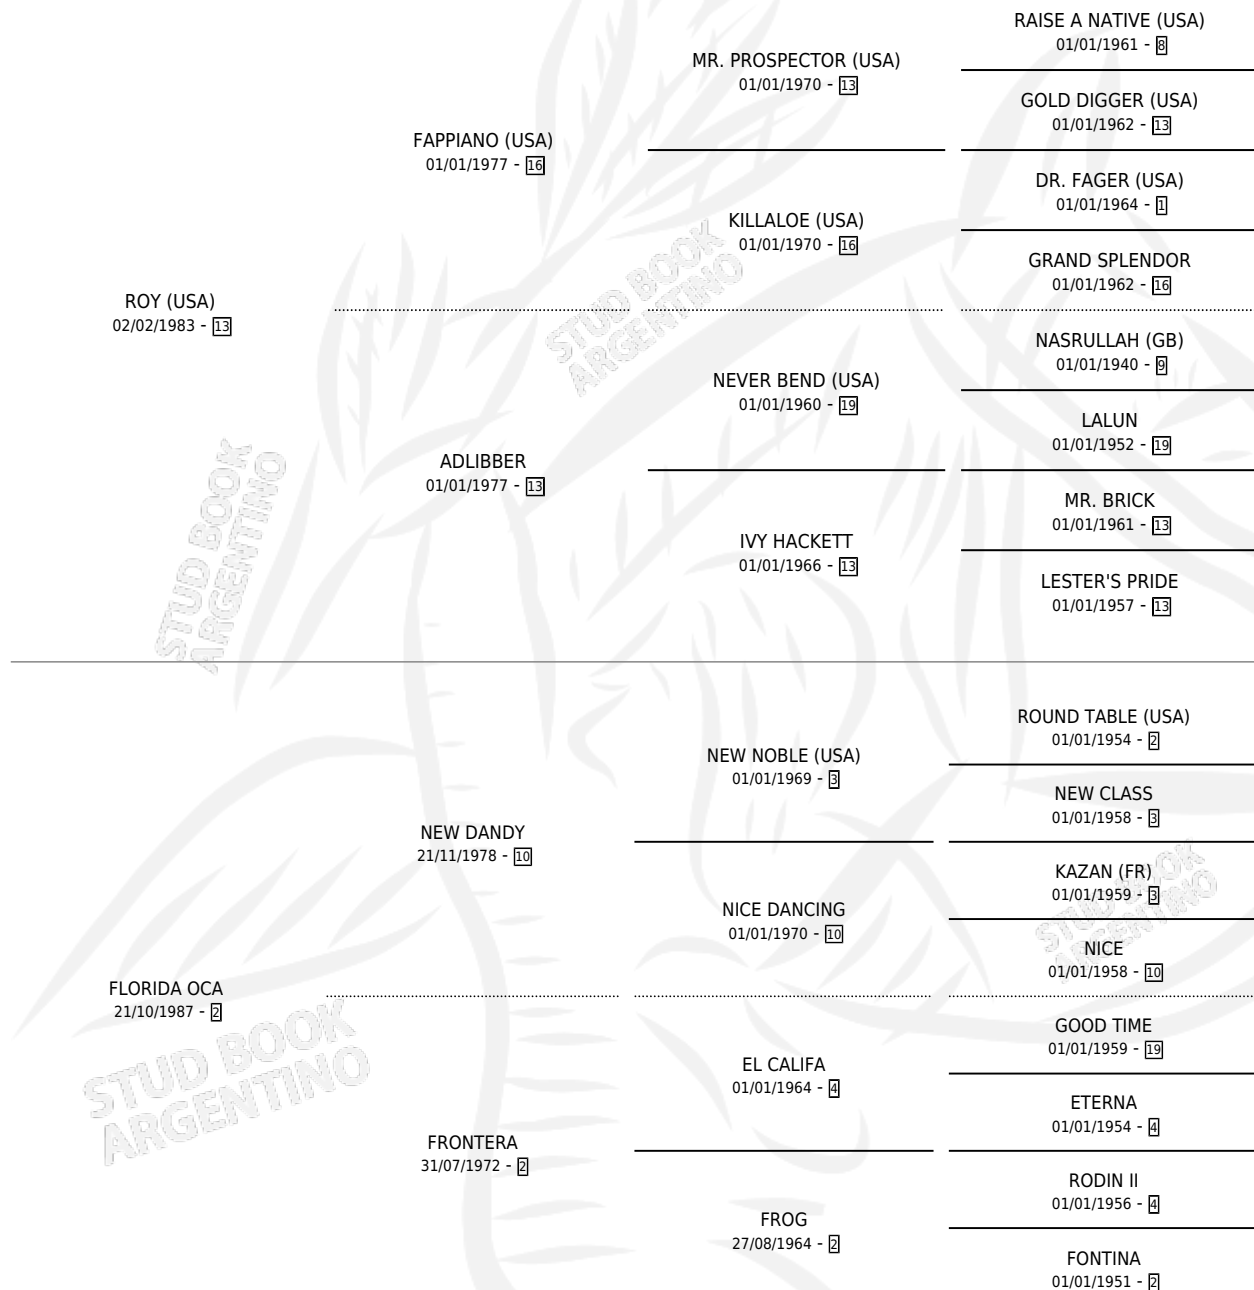 RAISE A NATIVE (USA)
01/01/1961 - 8
MR. PROSPECTOR (USA)
01/01/1970 - 13
GOLD DIGGER (USA)
01/01/1962 - 13
FAPPIANO (USA)
01/01/1977 - 16
DR. FAGER (USA)
01/01/1964 - 1
KILLALOE (USA)
01/01/1970 - 16
GRAND SPLENDOR
01/01/1962 - 16
ROY (USA)
02/02/1983 - 13
STUD BOOK
ARGENTINO
NASRULLAH (GB)
01/01/1940 - 9
NEVER BEND (USA)
01/01/1960 - 19
LALUN
01/01/1952 - 19
ADLIBBER
01/01/1977 - 13
MR. BRICK
01/01/1961 - 13
IVY HACKETT
01/01/1966 - 13
LESTER'S PRIDE
01/01/1957 - 13
STUD BOOK
ARGENTINO
ROUND TABLE (USA)
01/01/1954 - 2
NEW NOBLE (USA)
01/01/1969 - 3
NEW CLASS
01/01/1958 - 3
NEW DANDY
21/11/1978 - 10
KAZAN (FR)
01/01/1959 - 3
NICE DANCING
01/01/1970 - 10
STUD BOOK
ARGENTINO
NICE
01/01/1958 - 10
FLORIDA OCA
21/10/1987 - 2
STUD BOOK
ARGENTINO
GOOD TIME
01/01/1959 - 19
EL CALIFA
01/01/1964 - 4
ETERNA
01/01/1954 - 4
FRONTERA
31/07/1972 - 2
RODIN II
01/01/1956 - 4
FROG
27/08/1964 - 2
FONTINA
01/01/1951 - 2